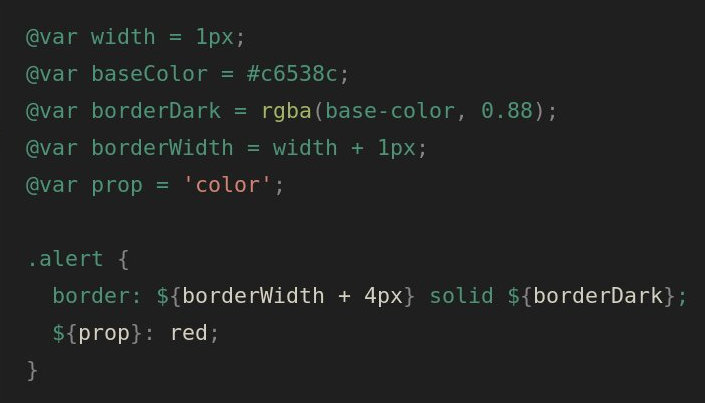 @var width = 1px;
@var baseColor = #c6538c;
@var borderDark = rgba(base-color, 0.88);
@var borderWidth = width + 1px;
@var prop = 'color';

.alert {
  border: ${borderWidth + 4px} solid ${borderDark};
  ${prop}: red;
}